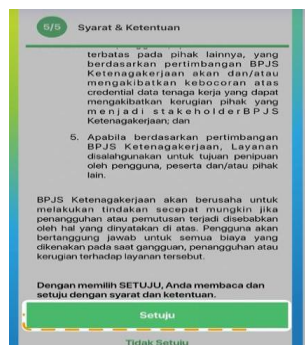 5/5 Syarat & Ketentuan
terbatas pada pihak lainnya, yang
berdasarkan pertimbangan BPJS
Ketenagakerjaan akan dan/atau
mengakibatkan kebocoran atas
credential data tenaga kerja yang dapat
mengakibatkan kerugian pihak yang
menjadi stakeholderBPJS
Ketenagakerjaan; dan
5. Apabila berdasarkan pertimbangan
BPJS Ketenagakerjaan, Layanan
disalahgunakan untuk tujuan penipuan
oleh pengguna, peserta dan/atau pihak
lain.
BPJS Ketenagakerjaan akan berusaha untuk
melakukan tindakan secepat mungkin jika
penangguhan atau pemutusan terjadi disebabkan
oleh hal yang dinyatakan di atas. Pengguna akan
bertanggung jawab untuk semua biaya yang
dikenakan pada saat gangguan, penangguhan atau
kerugian terhadap layanan tersebut.
Dengan memilih SETUJU, Anda membaca dan
setuju dengan syarat dan ketentuan.
Setuju
Tidak Setuju